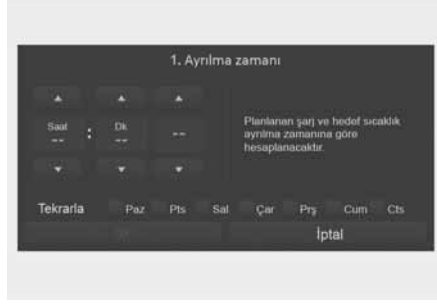 1. Ayrılma zamanı
Saat
--
:
Dk
--
--
Planlanan şarj ve hedef sıcaklık
ayrılma zamanına göre
hesaplanacaktır.
Tekrarla Paz Pts Sal Çar Prş Cum Cts
İptal